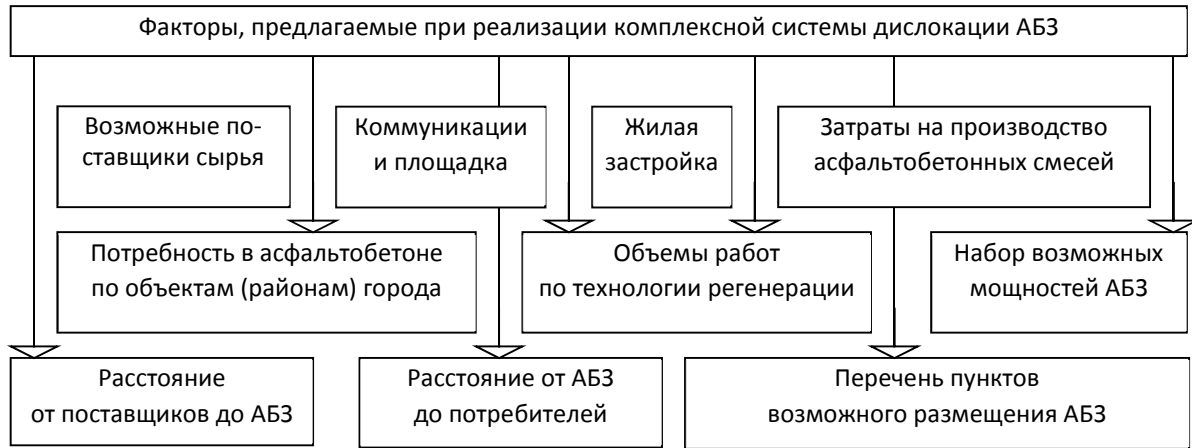 Факторы, предлагаемые при реализации комплексной системы дислокации АБЗ
Возможные по-
ставщики сырья
Коммуникации
и площадка
Жилая
застройка
Затраты на производство
асфальтобетонных смесей
Потребность в асфальтобетоне
по объектам (районам) города
Объемы работ
по технологии регенерации
Набор возможных
мощностей АБЗ
Расстояние
от поставщиков до АБЗ
Расстояние от АБЗ
до потребителей
Перечень пунктов
возможного размещения АБЗ